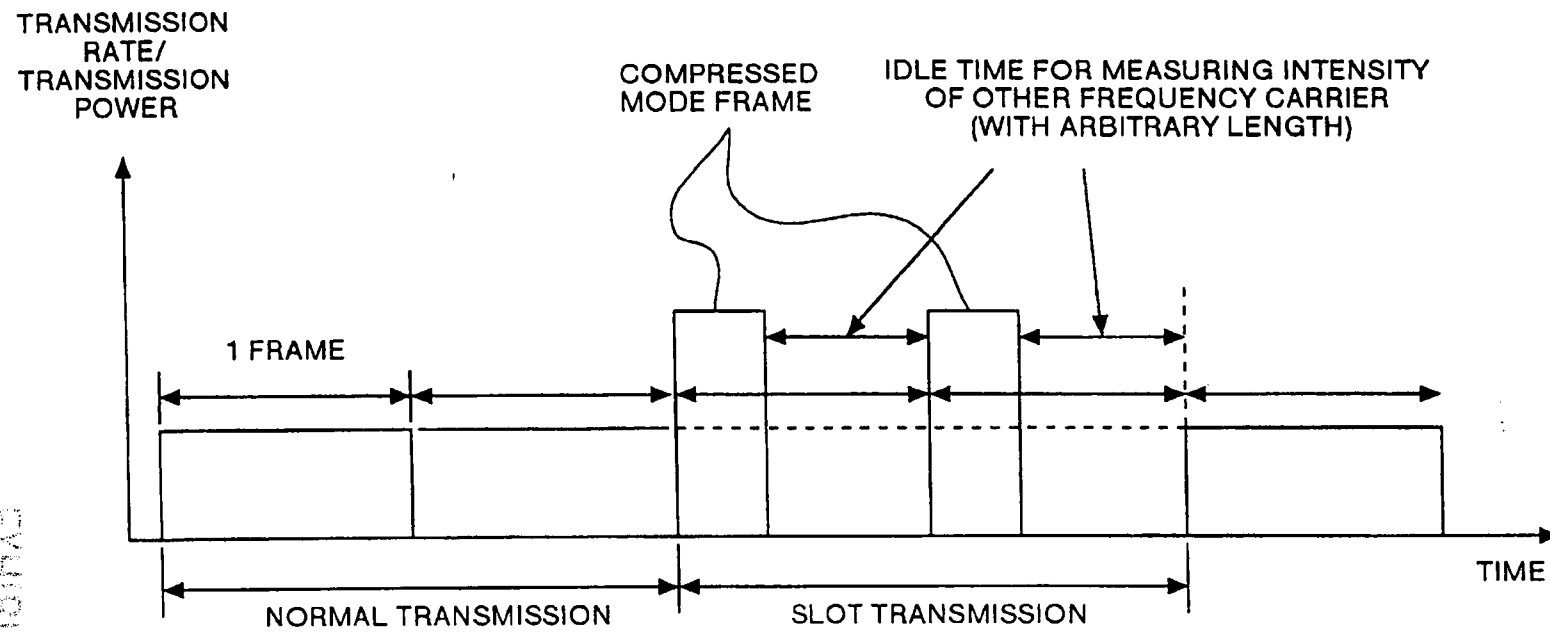 TRANSMISSION
RATE/
TRANSMISSION
POWER
COMPRESSED
MODE FRAME
IDLE TIME FOR MEASURING INTENSITY
OF OTHER FREQUENCY CARRIER
(WITH ARBITRARY LENGTH)
1 FRAME
TIME
NORMAL TRANSMISSION
SLOT TRANSMISSION